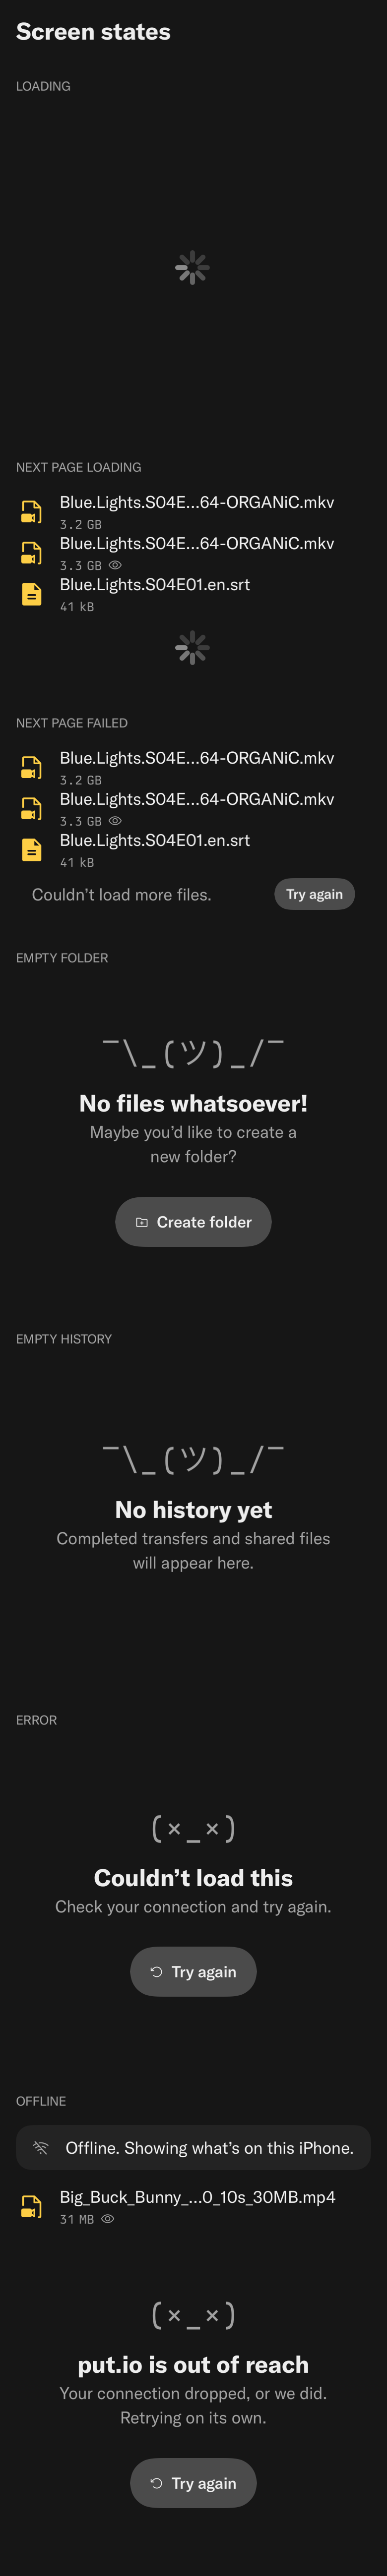 Screen states
LOADING
NEXT PAGE LOADING
Blue.Lights.S04E...64-ORGANiC.mkv
3.2 GB
Blue.Lights.S04E...64-ORGANiC.mkv
3.3 GB
Blue.Lights.S04E01.en.srt
41 kB
NEXT PAGE FAILED
Blue.Lights.S04E...64-ORGANiC.mkv
3.2 GB
Blue.Lights.S04E...64-ORGANiC.mkv
3.3 GB
Blue.Lights.S04E01.en.srt
41 kB
Couldn’t load more files. Try again
EMPTY FOLDER
¯\_(ツ)_/¯
No files whatsoever!
Maybe you’d like to create a
new folder?
Create folder
EMPTY HISTORY
¯\_(ツ)_/¯
No history yet
Completed transfers and shared files
will appear here.
ERROR
(×_×)
Couldn’t load this
Check your connection and try again.
Try again
OFFLINE
Offline. Showing what’s on this iPhone.
Big_Buck_Bunny_...0_10s_30MB.mp4
31 MB
(×_×)
put.io is out of reach
Your connection dropped, or we did.
Retrying on its own.
Try again